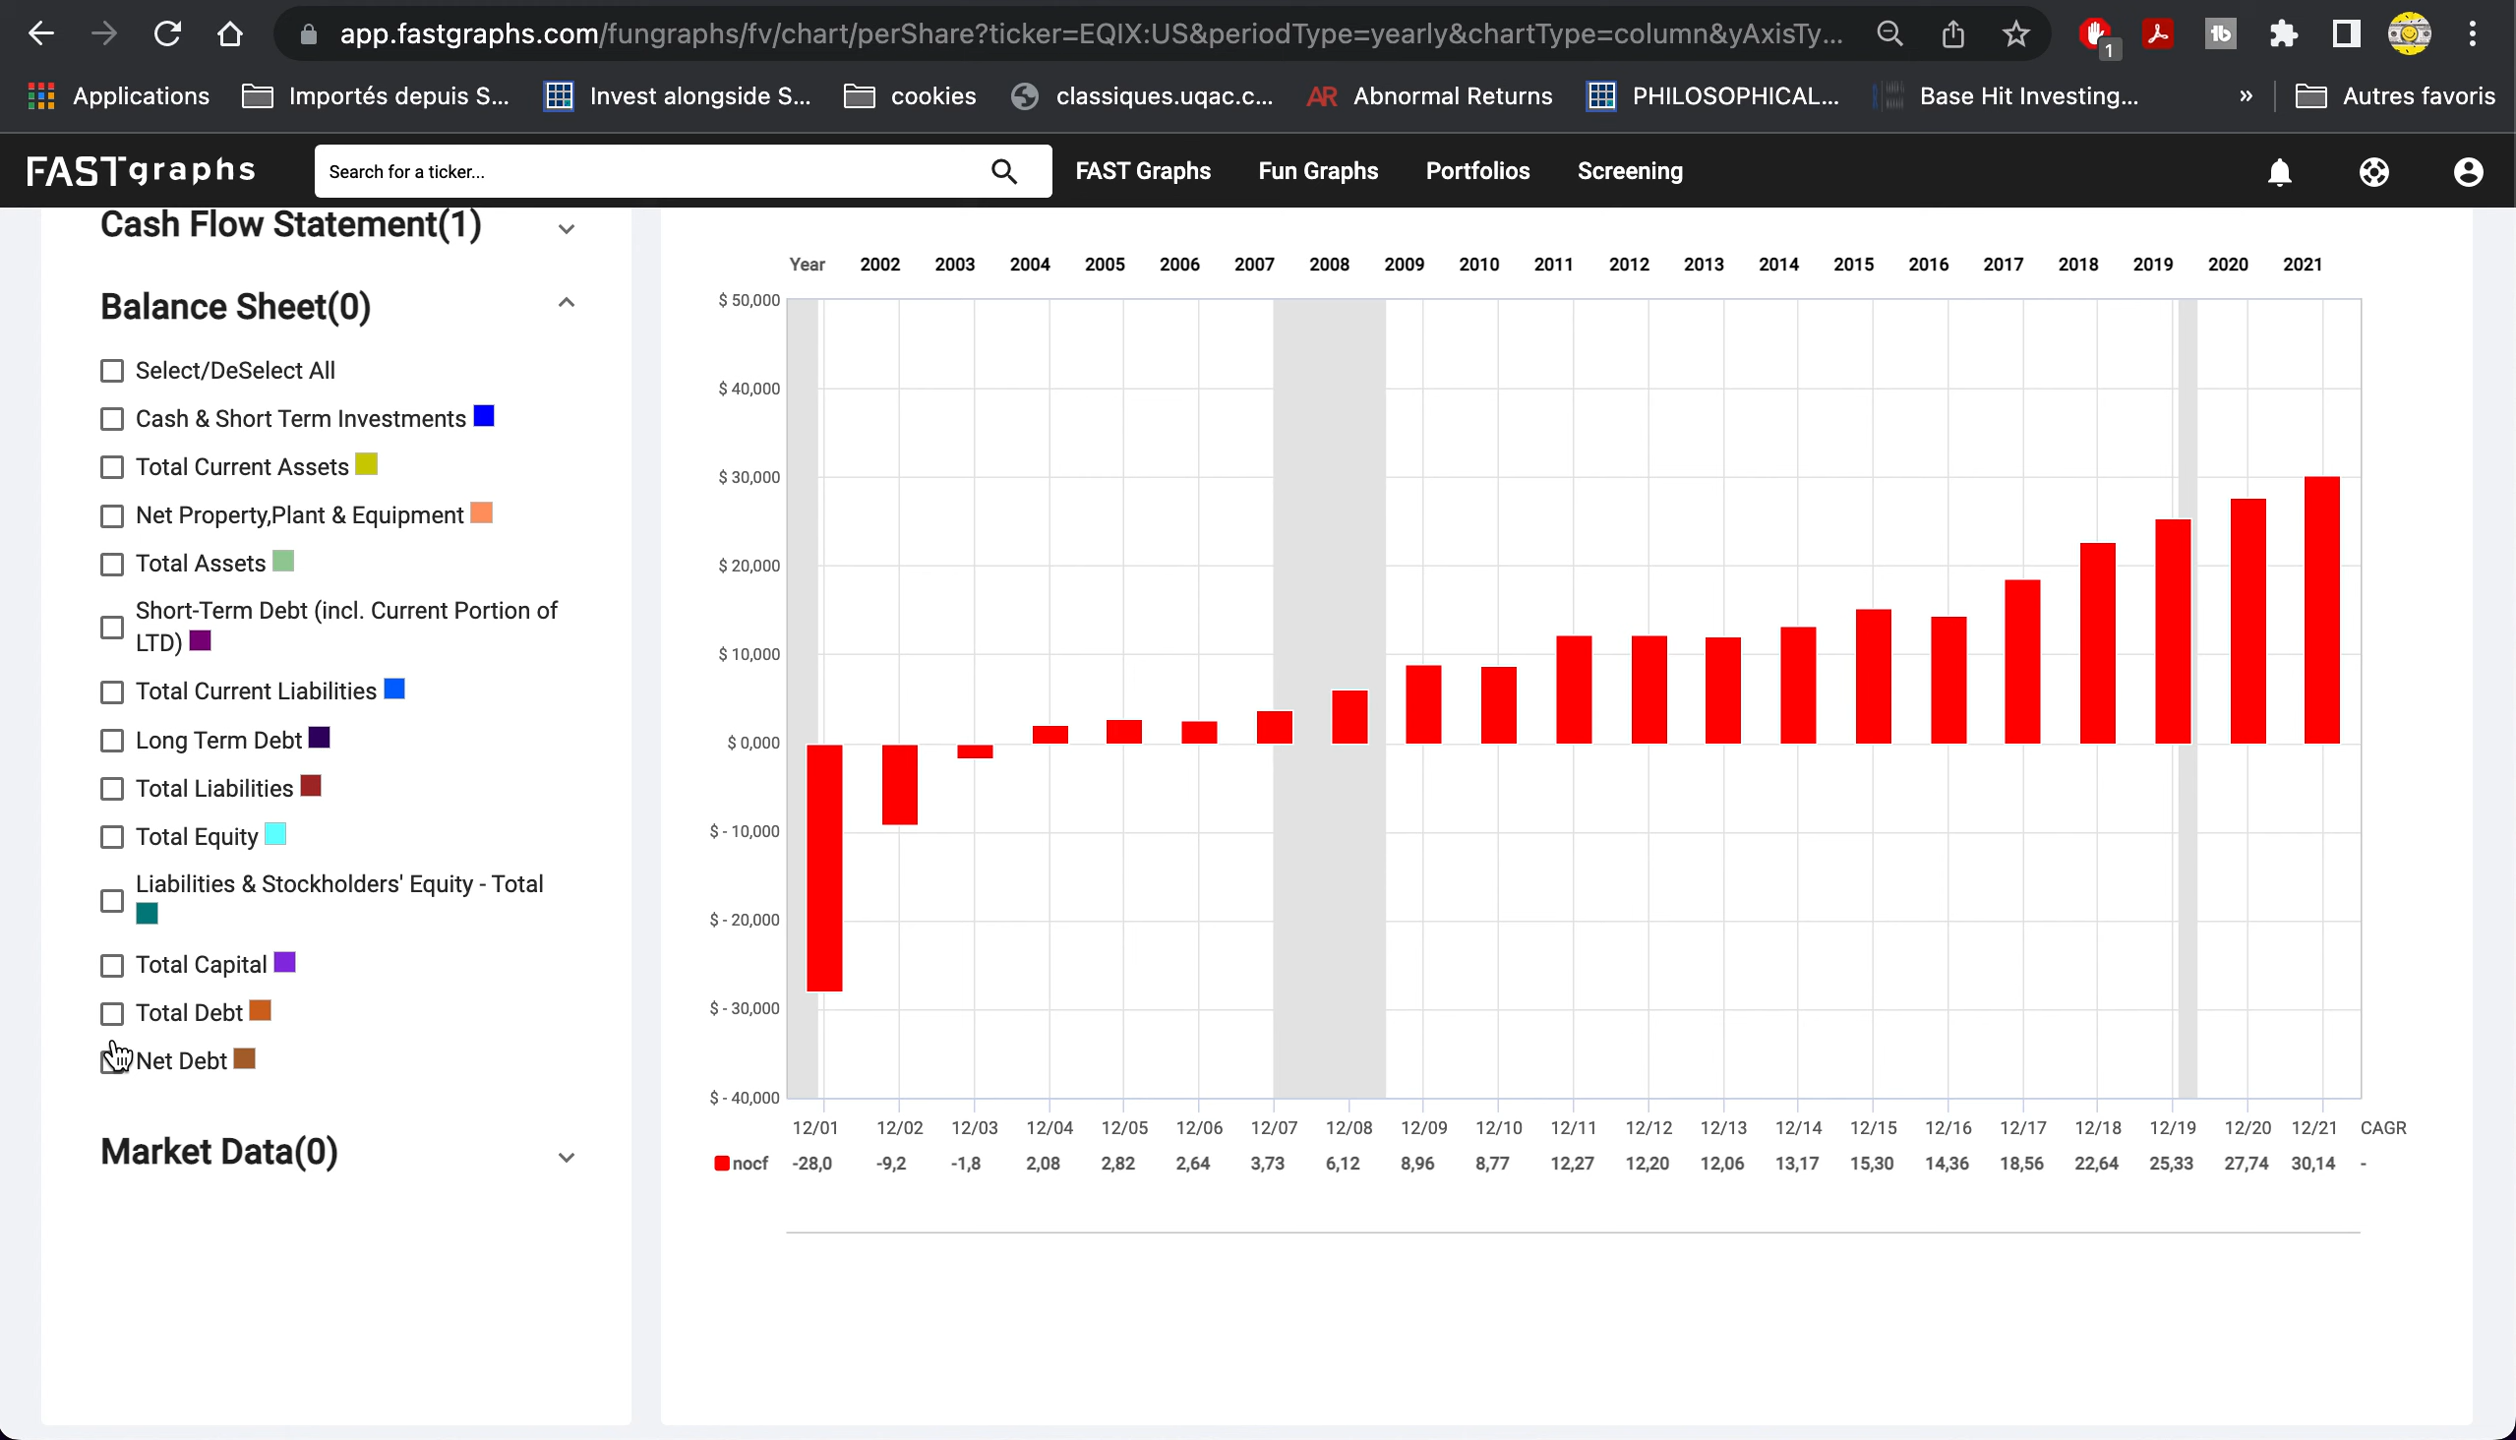 app.fastgraphs.com/fungraphs/fv/chart/perShare?ticker=EQIX:US&periodType=yearly&chartType=column&yAxisTy...
1
Applications
Importés depuis S...
Invest alongside S...
cookies
classiques.uqac.c...
AR Abnormal Returns
PHILOSOPHICAL...
Base Hit Investing...
»
Autres favoris
FASTgraphs
Search for a ticker...
FAST Graphs
Fun Graphs
Portfolios
Screening
Cash Flow Statement(1)
Balance Sheet(0)
Select/DeSelect All
Cash & Short Term Investments
Total Current Assets
Net Property,Plant & Equipment
Total Assets
Short-Term Debt (incl. Current Portion of
LTD)
Total Current Liabilities
Long Term Debt
Total Liabilities
Total Equity
Liabilities & Stockholders' Equity - Total
Total Capital
Total Debt
Net Debt
Market Data(0)
Year 2002 2003 2004 2005 2006 2007 2008 2009 2010 2011 2012 2013 2014 2015 2016 2017 2018 2019 2020 2021
$ 50,000
$ 40,000
$ 30,000
$ 20,000
$ 10,000
$ 0,000
$ - 10,000
$ - 20,000
$ - 30,000
$ - 40,000
12/01 12/02 12/03 12/04 12/05 12/06 12/07 12/08 12/09 12/10 12/11 12/12 12/13 12/14 12/15 12/16 12/17 12/18 12/19 12/20 12/21 CAGR
nocf -28,0 -9,2 -1,8 2,08 2,82 2,64 3,73 6,12 8,96 8,77 12,27 12,20 12,06 13,17 15,30 14,36 18,56 22,64 25,33 27,74 30,14 -